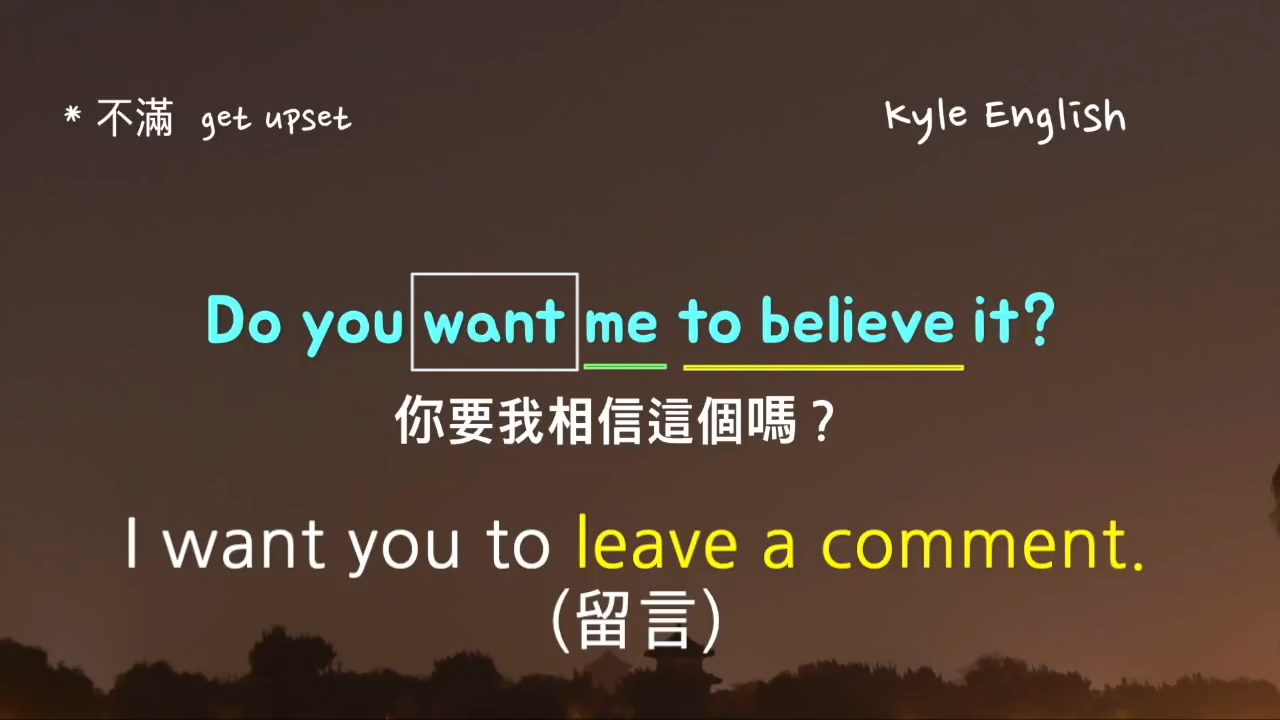 * 不滿 get upset
Kyle English
Do you want me to believe it?
你要我相信這個嗎？
I want you to leave a comment.
(留言)